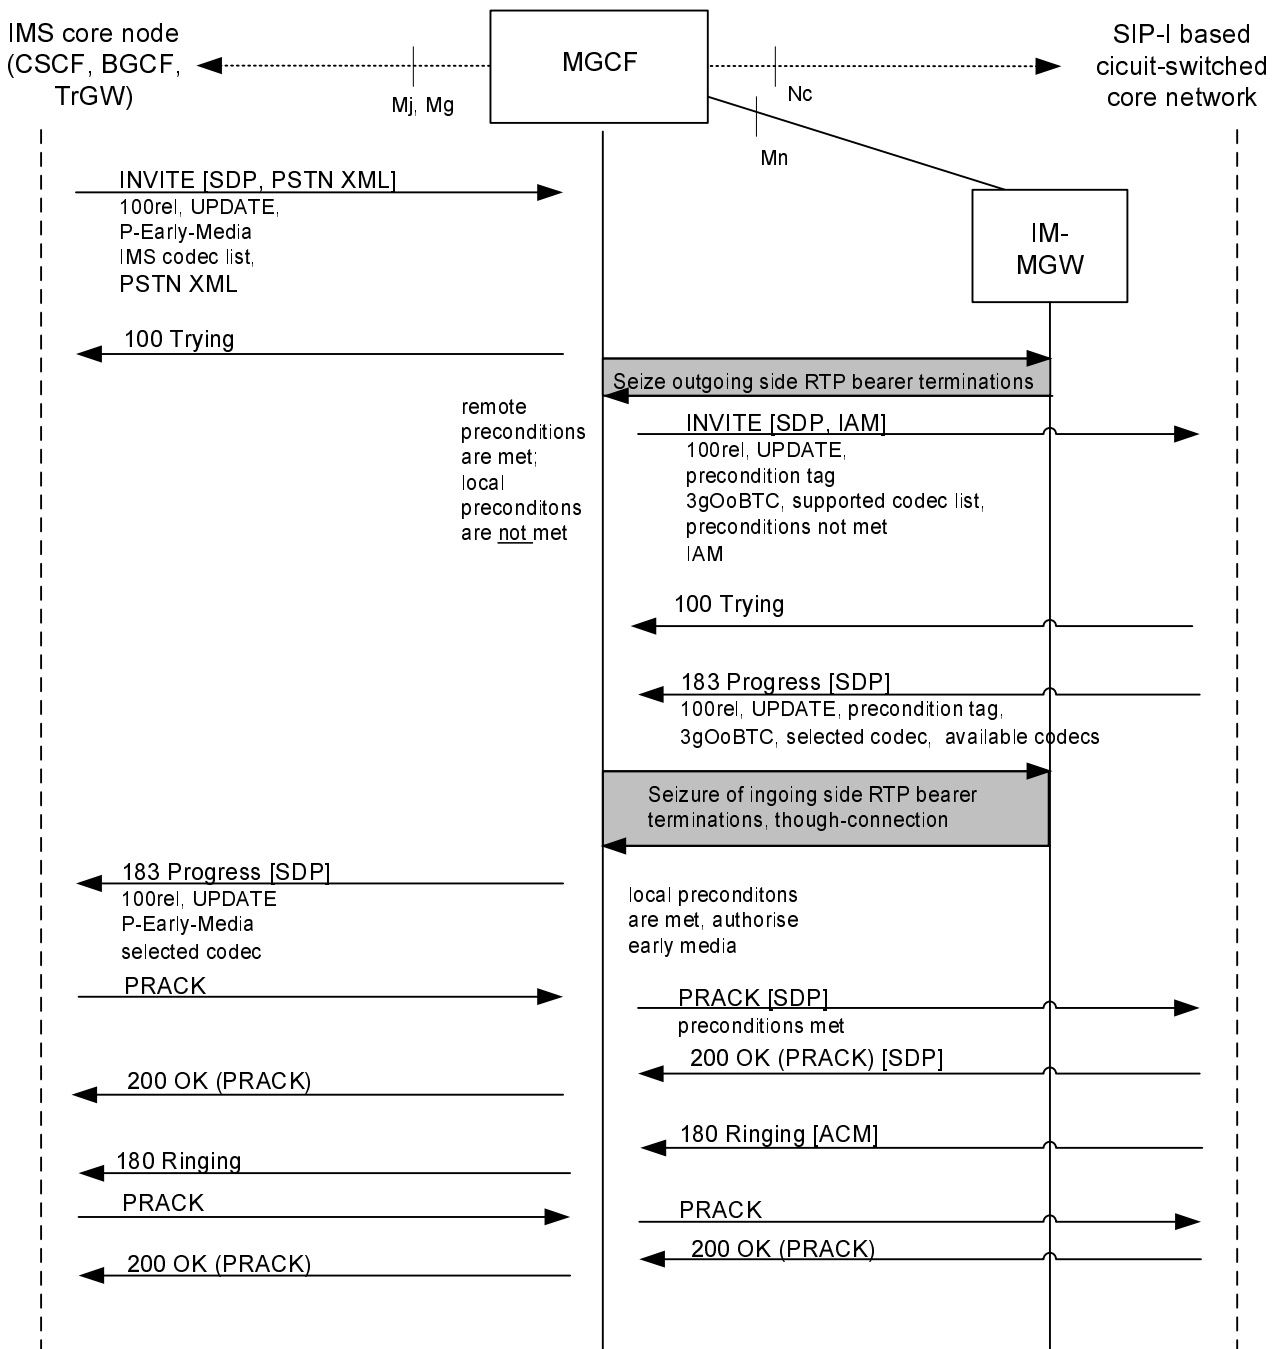 IMS core node
(CSCF, BGCF,
TrGW)
MGCF
SIP-I based
cicuit-switched
core network
Mj, Mg
Nc
Mn
INVITE [SDP, PSTN XML]
100rel, UPDATE,
P-Early-Media
IMS codec list,
PSTN XML
IM-
MGW
100 Trying
Seize outgoing side RTP bearer terminations
remote
preconditions
are met;
local
preconditons
are not met
INVITE [SDP, IAM]
100rel, UPDATE,
precondition tag
3gOoBTC, supported codec list,
preconditions not met
IAM
100 Trying
183 Progress [SDP]
100rel, UPDATE, precondition tag,
3gOoBTC, selected codec, available codecs
Seizure of ingoing side RTP bearer
terminations, though-connection
183 Progress [SDP]
100rel, UPDATE
P-Early-Media
selected codec
local preconditons
are met, authorise
early media
PRACK
PRACK [SDP]
preconditions met
200 OK (PRACK) [SDP]
200 OK (PRACK)
180 Ringing [ACM]
180 Ringing
PRACK
PRACK
200 OK (PRACK)
200 OK (PRACK)